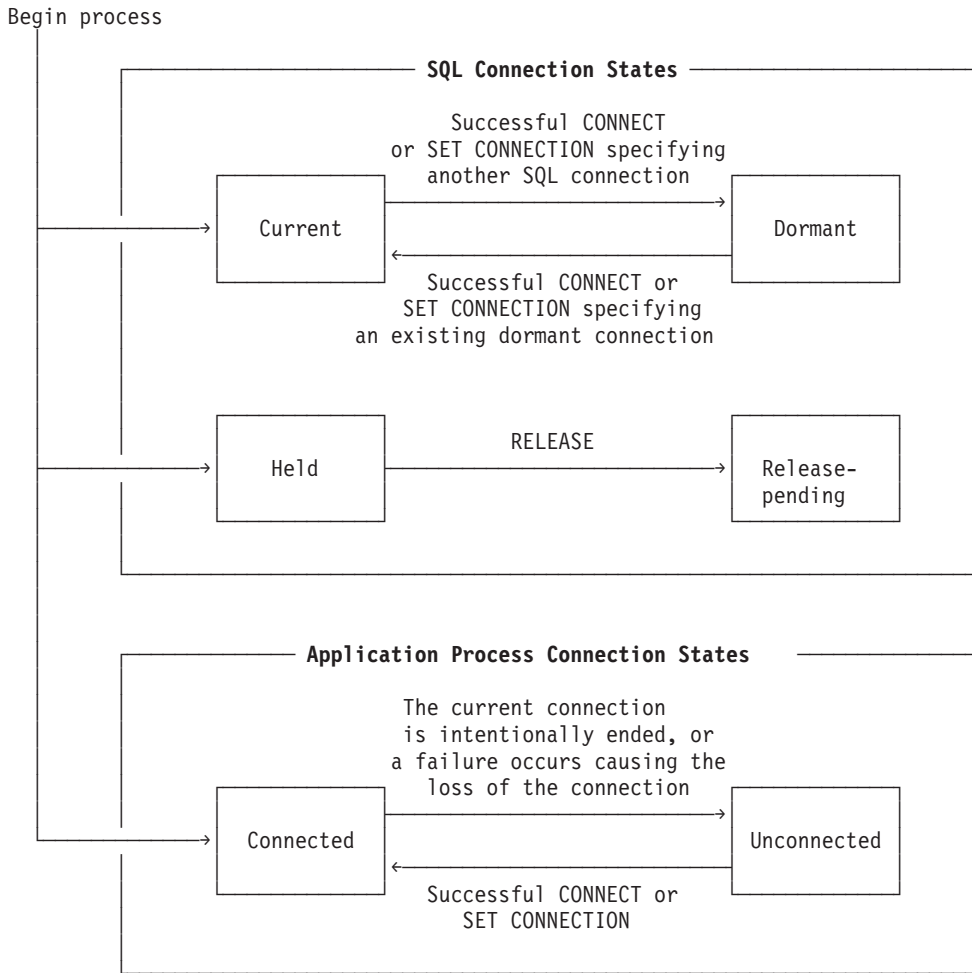 Begin process
SQL Connection States
Successful CONNECT
or SET CONNECTION specifying
another SQL connection
Current
Dormant
Successful CONNECT or
SET CONNECTION specifying
an existing dormant connection
RELEASE
Held
Release-
pending
Application Process Connection States
The current connection
is intentionally ended, or
a failure occurs causing the
loss of the connection
Connected
Unconnected
Successful CONNECT or
SET CONNECTION